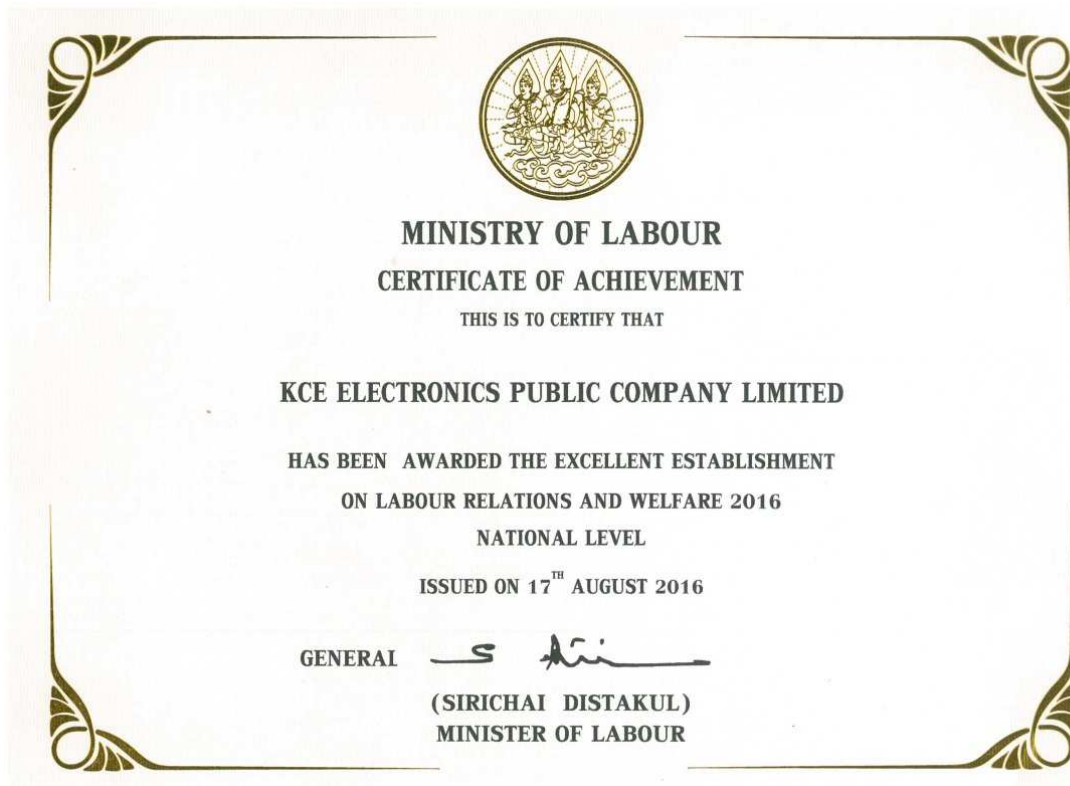 MINISTRY OF LABOUR
CERTIFICATE OF ACHIEVEMENT
THIS IS TO CERTIFY THAT
KCE ELECTRONICS PUBLIC COMPANY LIMITED
HAS BEEN AWARDED THE EXCELLENT ESTABLISHMENT
ON LABOUR RELATIONS AND WELFARE 2016
NATIONAL LEVEL
ISSUED ON 17TH AUGUST 2016
GENERAL
(SIRICHAI DISTAKUL)
MINISTER OF LABOUR